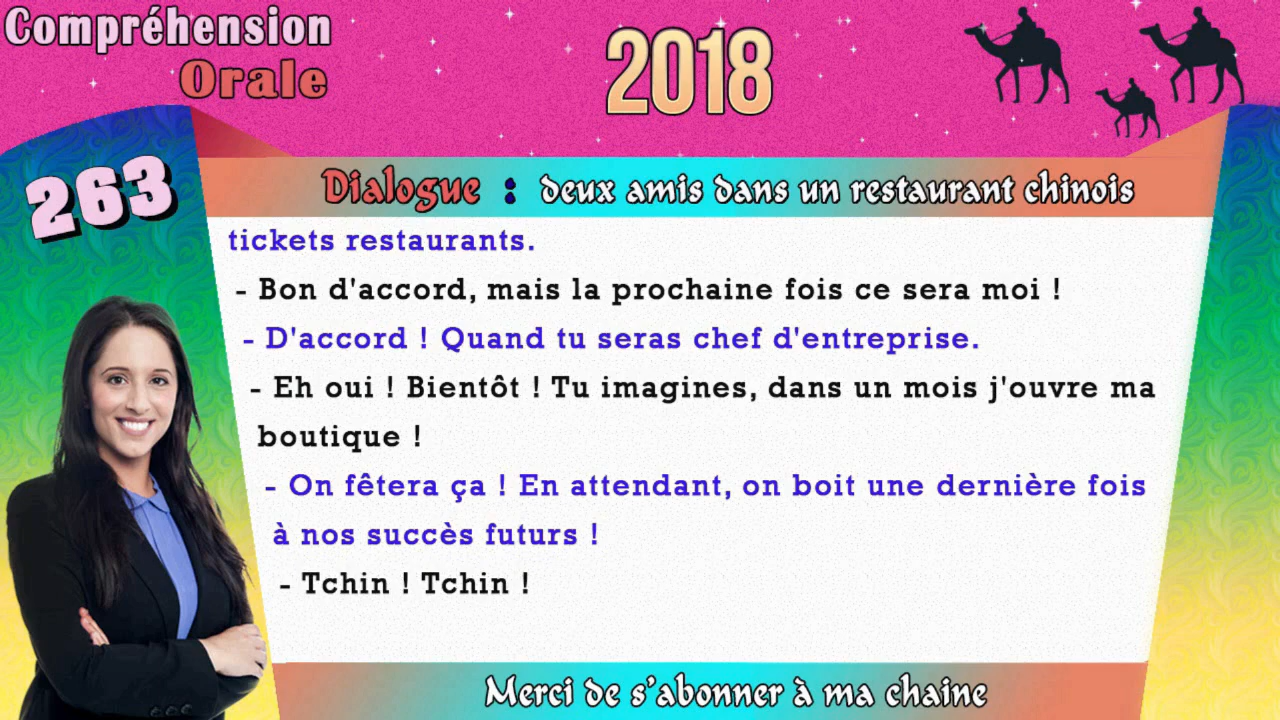 Compréhension
Orale
2018
263
Dialogue : deux amis dans un restaurant chinois
tickets restaurants.
- Bon d'accord, mais la prochaine fois ce sera moi !
- D'accord ! Quand tu seras chef d'entreprise.
- Eh oui ! Bientôt ! Tu imagines, dans un mois j'ouvre ma
boutique !
- On fêtera ça ! En attendant, on boit une dernière fois
à nos succès futurs !
- Tchin ! Tchin !
Merci de s'abonner à ma chaine